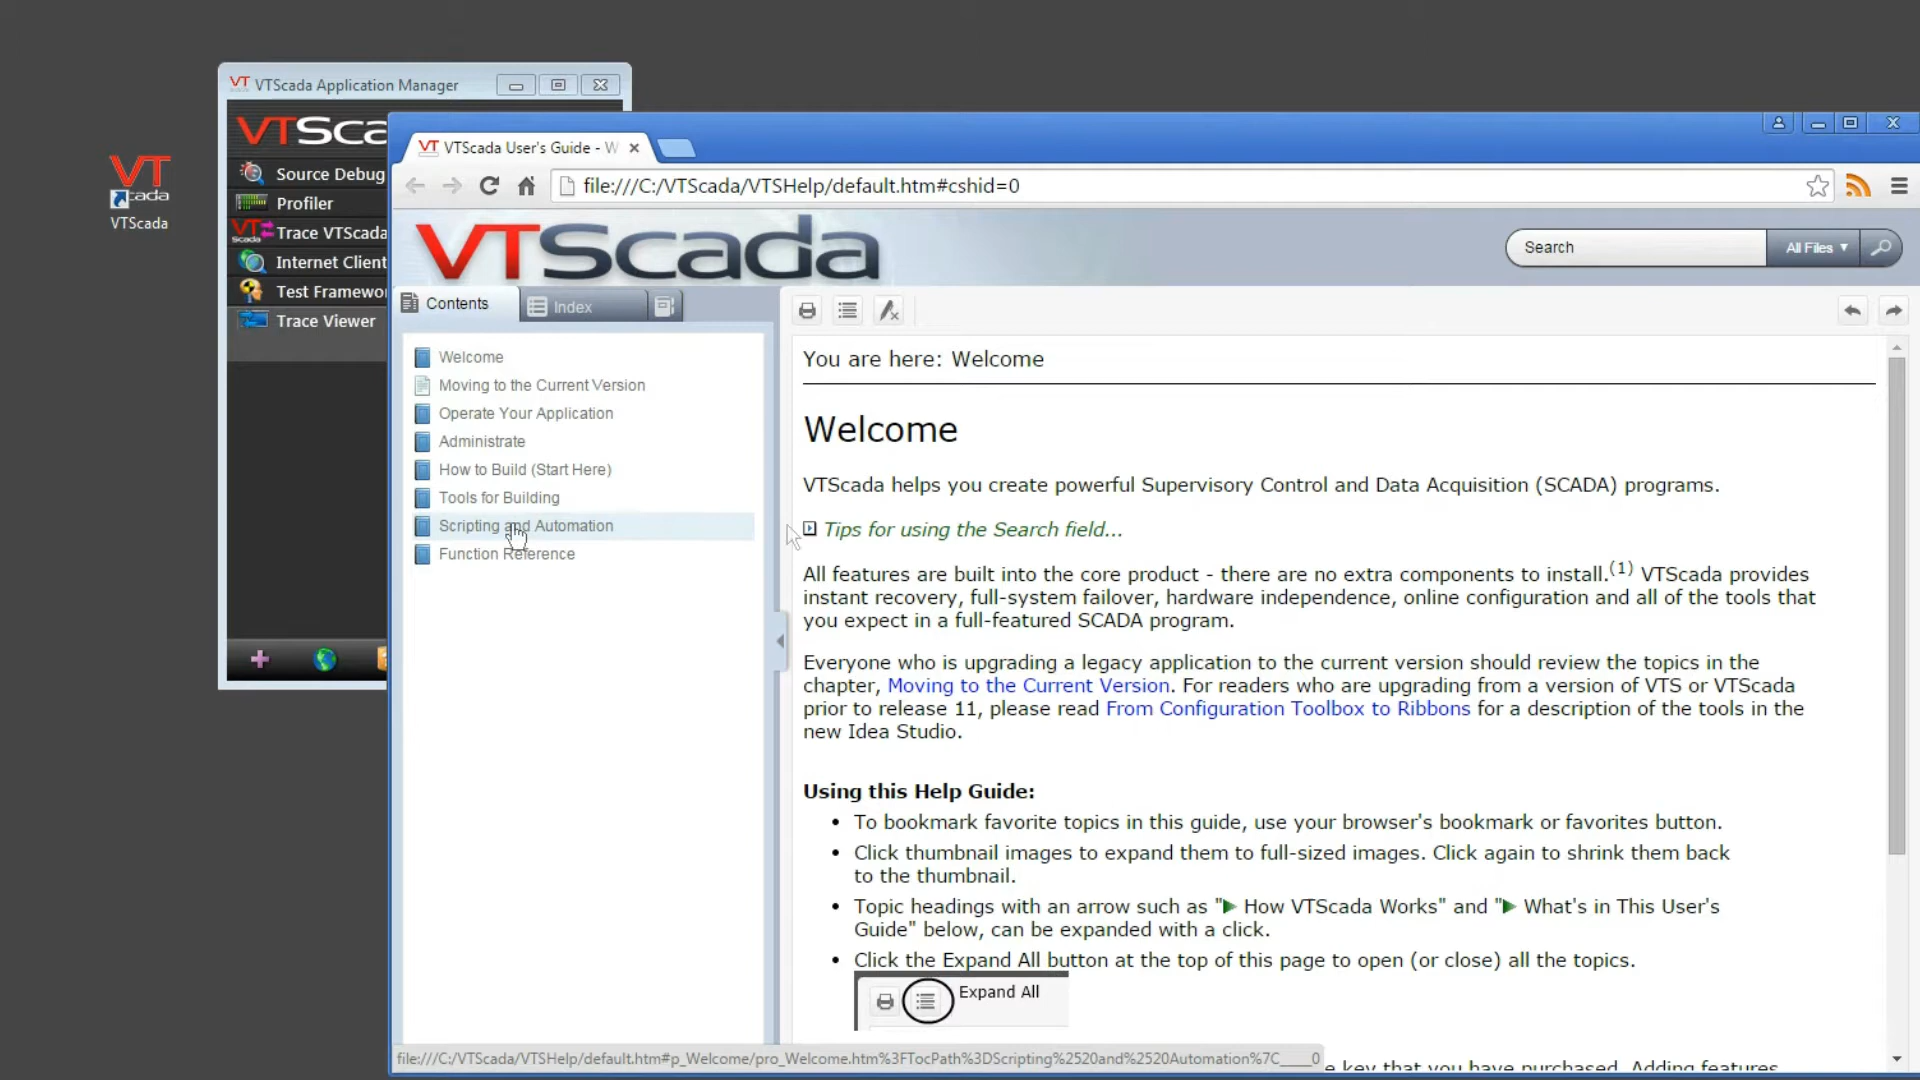 VT VTScada Application Manager
VTSca
Source Debug
Profiler
Trace VTScada
Internet Client
Test Framewo
Trace Viewer
VT
cada
VTScada
VT VTScada User's Guide - W
file:///C:/VTScada/VTSHelp/default.htm#cshid=0
VTScada
Search
All Files
Contents
Index
Welcome
Moving to the Current Version
Operate Your Application
Administrate
How to Build (Start Here)
Tools for Building
Scripting and Automation
Function Reference
You are here: Welcome
Welcome
VTScada helps you create powerful Supervisory Control and Data Acquisition (SCADA) programs.
Tips for using the Search field...
All features are built into the core product - there are no extra components to install.(1) VTScada provides
instant recovery, full-system failover, hardware independence, online configuration and all of the tools that
you expect in a full-featured SCADA program.
Everyone who is upgrading a legacy application to the current version should review the topics in the
chapter, Moving to the Current Version. For readers who are upgrading from a version of VTS or VTScada
prior to release 11, please read From Configuration Toolbox to Ribbons for a description of the tools in the
new Idea Studio.
Using this Help Guide:
• To bookmark favorite topics in this guide, use your browser's bookmark or favorites button.
• Click thumbnail images to expand them to full-sized images. Click again to shrink them back
to the thumbnail.
• Topic headings with an arrow such as "▶ How VTScada Works" and "▶ What's in This User's
Guide" below, can be expanded with a click.
• Click the Expand All button at the top of this page to open (or close) all the topics.
Expand All
file:///C:/VTScada/VTSHelp/default.htm#p_Welcome/pro_Welcome.htm%3FTocPath%3DScripting%2520and%2520Automation%7C____0
e key that you have purchased. Adding features